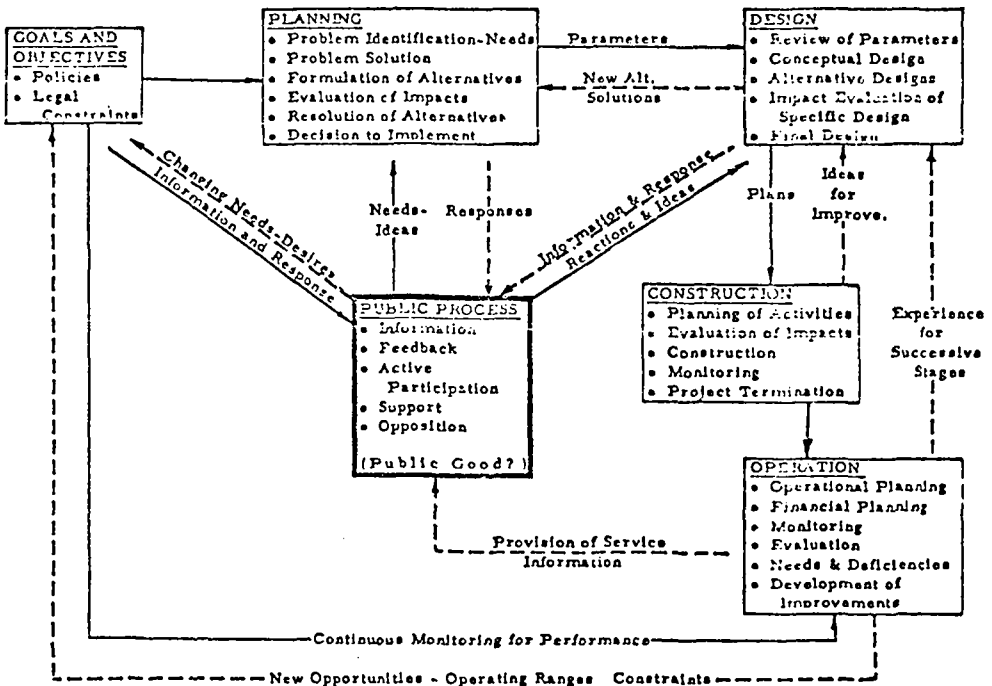 GOALS AND
OBJECTIVES
• Policies
• Legal
Constraints
PLANNING
• Problem Identification-Needs
• Problem Solution
• Formulation of Alternatives
• Evaluation of Impacts
• Resolution of Alternatives
• Decision to Implement
Parameters
New Alt.
Solutions
DESIGN
• Review of Parameters
• Conceptual Design
• Alternative Designs
• Impact Evaluation of
Specific Design
• Final Design
Changing Needs-Desires
Information and Response
Needs-
Ideas
Responses
Information & Response
Reactions & Ideas
Plans
Ideas
for
Improve.
PUBLIC PROCESS
• Information
• Feedback
• Active
Participation
• Support
• Opposition
(Public Good?)
CONSTRUCTION
• Planning of Activities
• Evaluation of Impacts
• Construction
• Monitoring
• Project Termination
Experience
for
Successive
Stages
OPERATION
• Operational Planning
• Financial Planning
• Monitoring
• Evaluation
• Needs & Deficiencies
• Development of
Improvements
Provision of Service
Information
Continuous Monitoring for Performance
New Opportunities - Operating Ranges Constraints